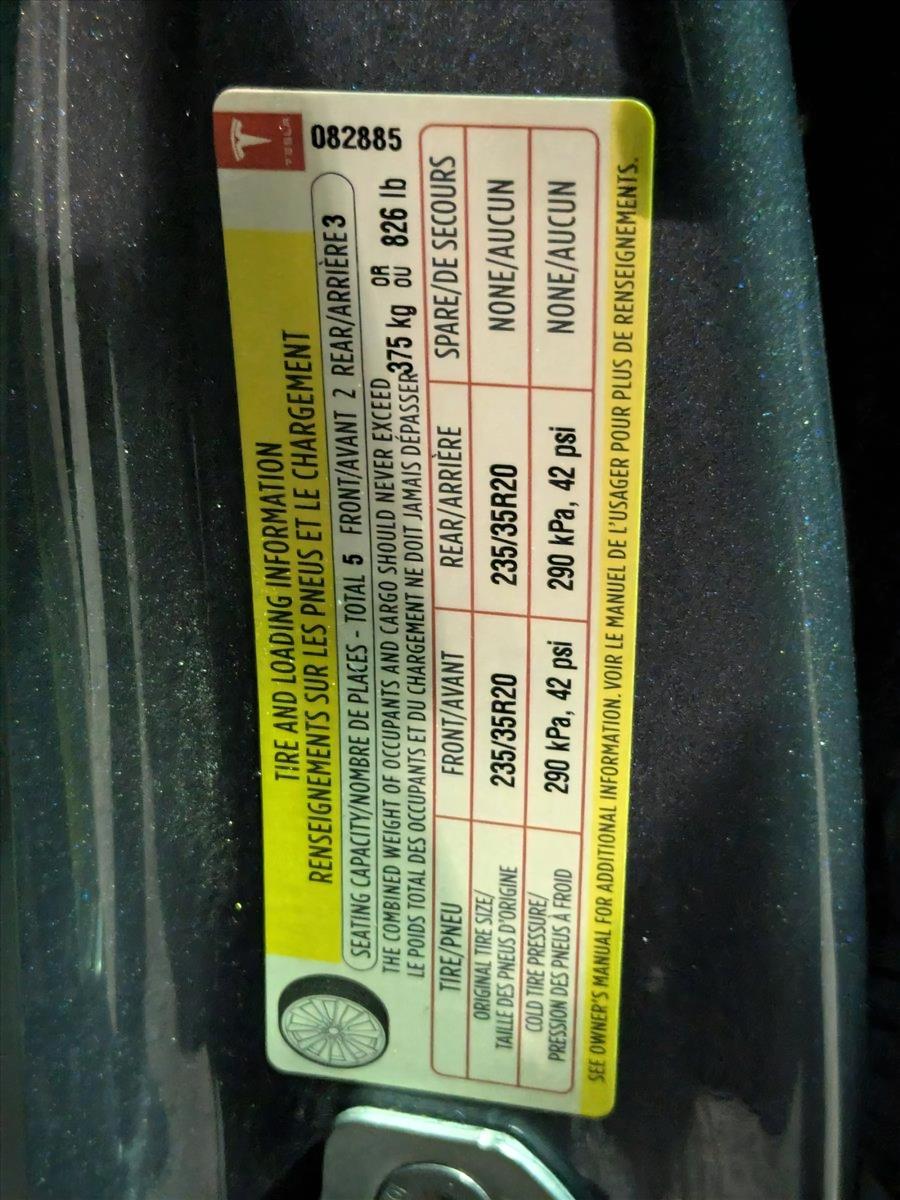 TESLA
082885
TIRE AND LOADING INFORMATION
RENSEIGNEMENTS SUR LES PNEUS ET LE CHARGEMENT
SEATING CAPACITY/NOMBRE DE PLACES - TOTAL 5 FRONT/AVANT 2 REAR/ARRIÈRE 3
THE COMBINED WEIGHT OF OCCUPANTS AND CARGO SHOULD NEVER EXCEED
LE POIDS TOTAL DES OCCUPANTS ET DU CHARGEMENT NE DOIT JAMAIS DÉPASSER
375 kg OR OU 826 lb
TIRE/PNEU FRONT/AVANT REAR/ARRIÈRE SPARE/DE SECOURS
ORIGINAL TIRE SIZE/
TAILLE DES PNEUS D'ORIGINE
235/35R20 235/35R20 NONE/AUCUN
COLD TIRE PRESSURE/
PRESSION DES PNEUS À FROID
290 kPa, 42 psi 290 kPa, 42 psi NONE/AUCUN
SEE OWNER'S MANUAL FOR ADDITIONAL INFORMATION. VOIR LE MANUEL DE L'USAGER POUR PLUS DE RENSEIGNEMENTS.